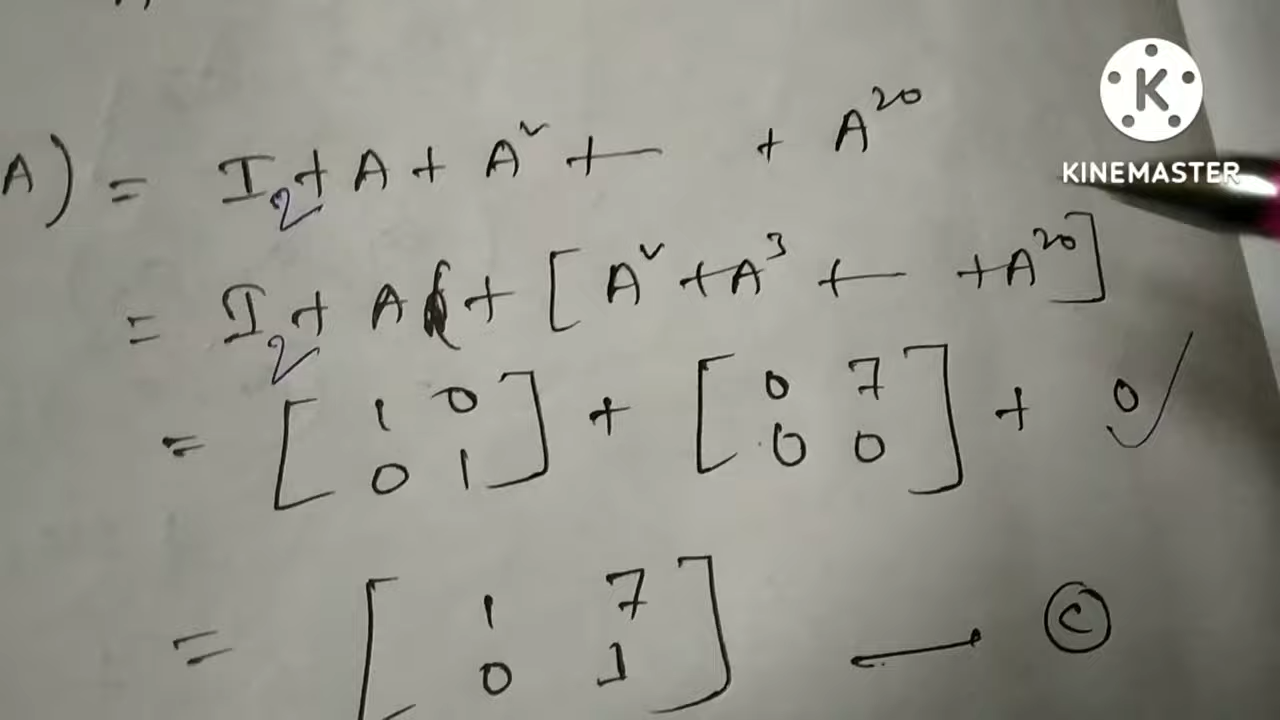 A) = I₂ + A + A² + — + A²⁰
= I₂ + A + [A² + A³ + — + A²⁰]
= [1 0
0 1] + [0 7
0 0] + 0
= [1 7
0 1] — ⓒ
K
KINEMASTER